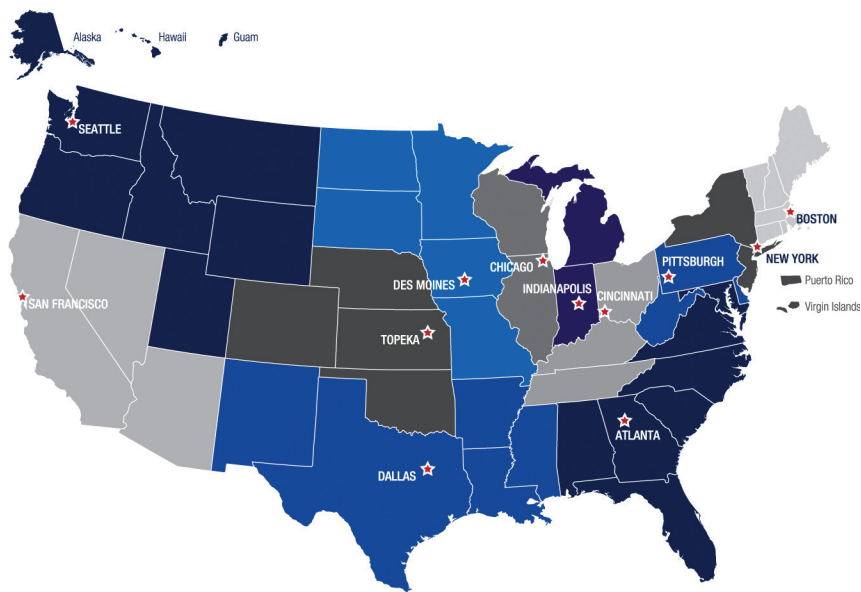 Alaska
Hawaii
Guam
SEATTLE
BOSTON
NEW YORK
PITTSBURGH
CHICAGO
DES MOINES
INDIANAPOLIS
CINCINNATI
Puerto Rico
SAN FRANCISCO
Virgin Islands
TOPEKA
ATLANTA
DALLAS